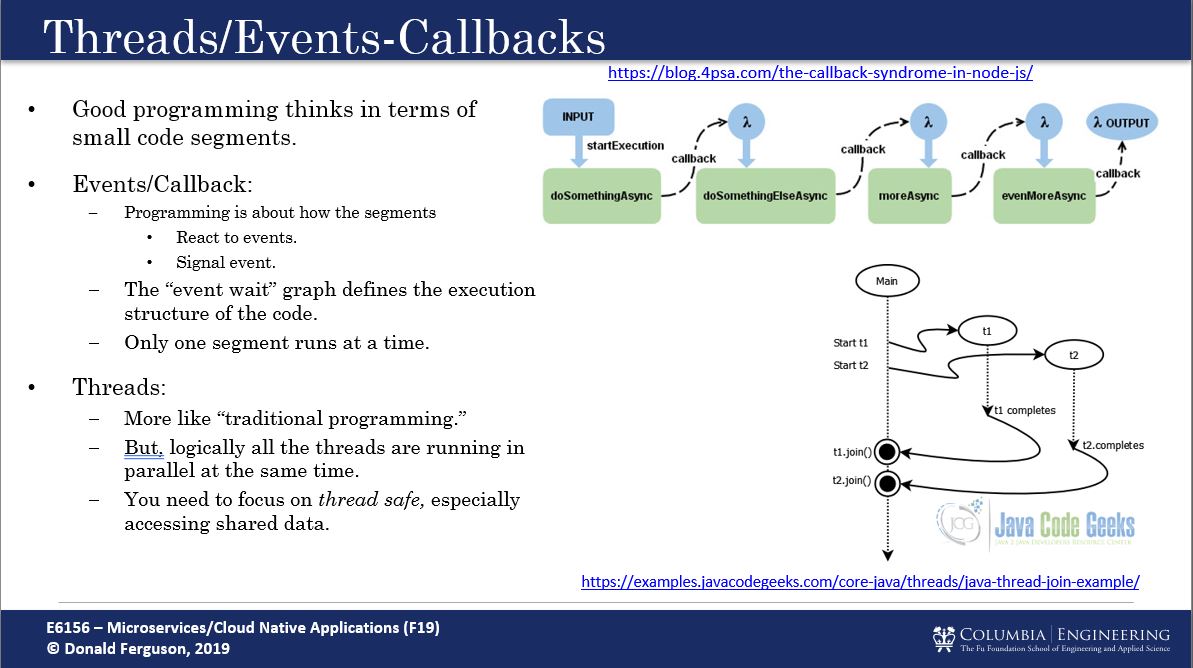 Threads/Events-Callbacks
https://blog.4psa.com/the-callback-syndrome-in-node-js/
• Good programming thinks in terms of
small code segments.
• Events/Callback:
– Programming is about how the segments
• React to events.
• Signal event.
– The “event wait” graph defines the execution
structure of the code.
– Only one segment runs at a time.
• Threads:
– More like “traditional programming.”
– But, logically all the threads are running in
parallel at the same time.
– You need to focus on thread safe, especially
accessing shared data.
INPUT
λ
λ
λ
λ OUTPUT
startExecution
callback
callback
callback
callback
doSomethingAsync
doSomethingElseAsync
moreAsync
evenMoreAsync
Main
t1
Start t1
t2
Start t2
t1 completes
t2.completes
t1.join()
t2.join()
JCG
Java Code Geeks
JAVA 2 JAVA DEVELOPERS RESOURCE CENTER
https://examples.javacodegeeks.com/core-java/threads/java-thread-join-example/
E6156 – Microservices/Cloud Native Applications (F19)
© Donald Ferguson, 2019
COLUMBIA | ENGINEERING
The Fu Foundation School of Engineering and Applied Science